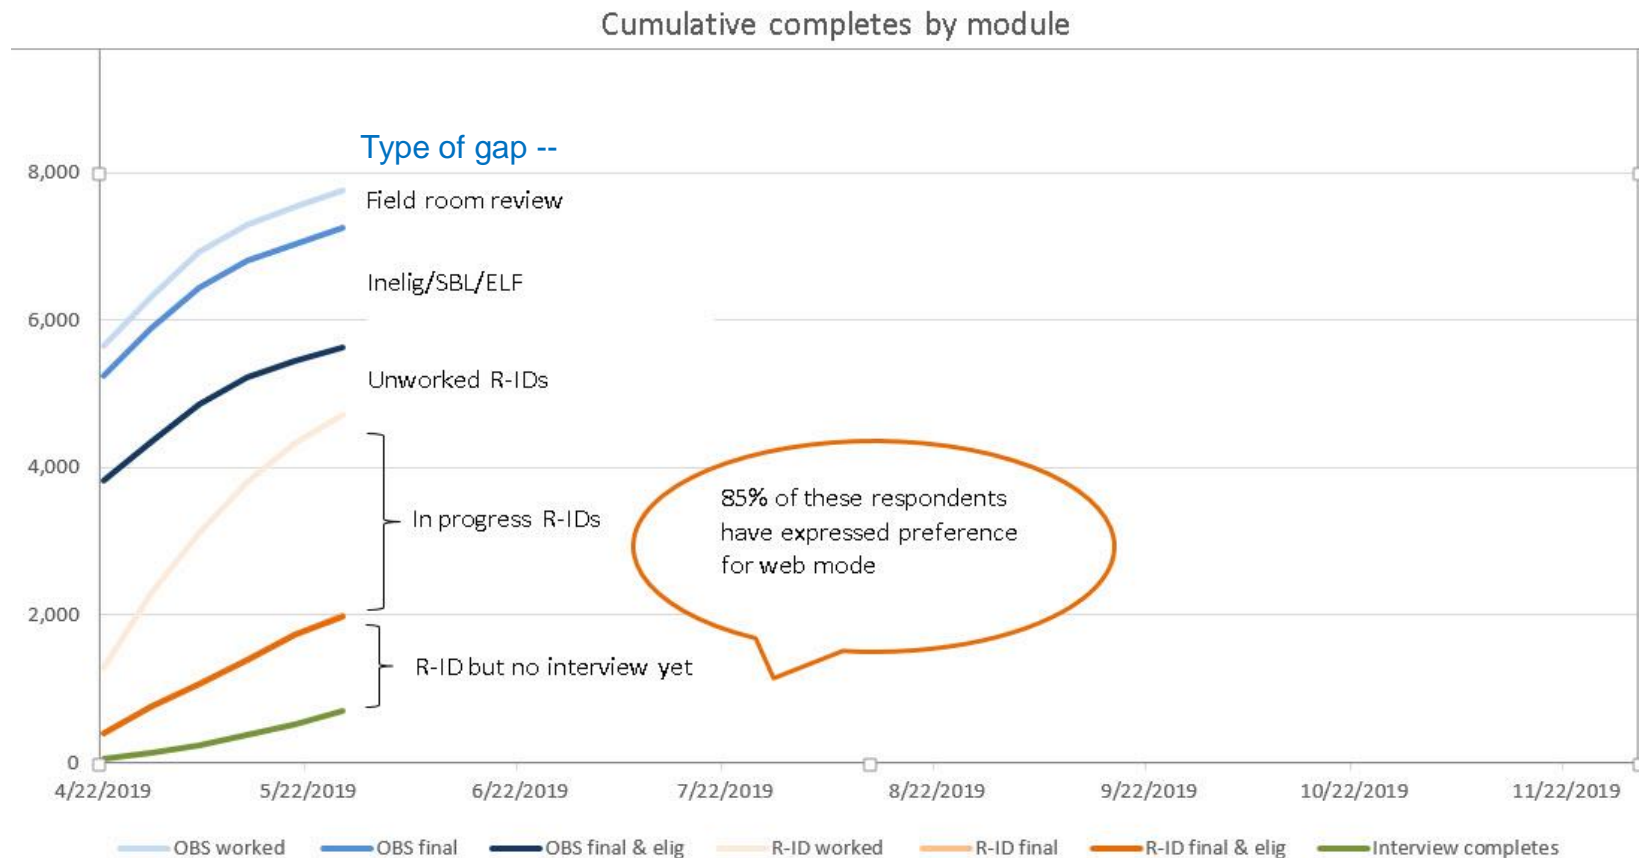 Cumulative completes by module
Type of gap --
8,000
Field room review
Inelig/SBL/ELF
6,000
Unworked R-IDs
4,000
85% of these respondents
have expressed preference
for web mode
In progress R-IDs
2,000
R-ID but no interview yet
0
4/22/2019 5/22/2019 6/22/2019 7/22/2019 8/22/2019 9/22/2019 10/22/2019 11/22/2019
OBS worked OBS final OBS final & elig R-ID worked R-ID final R-ID final & elig Interview completes